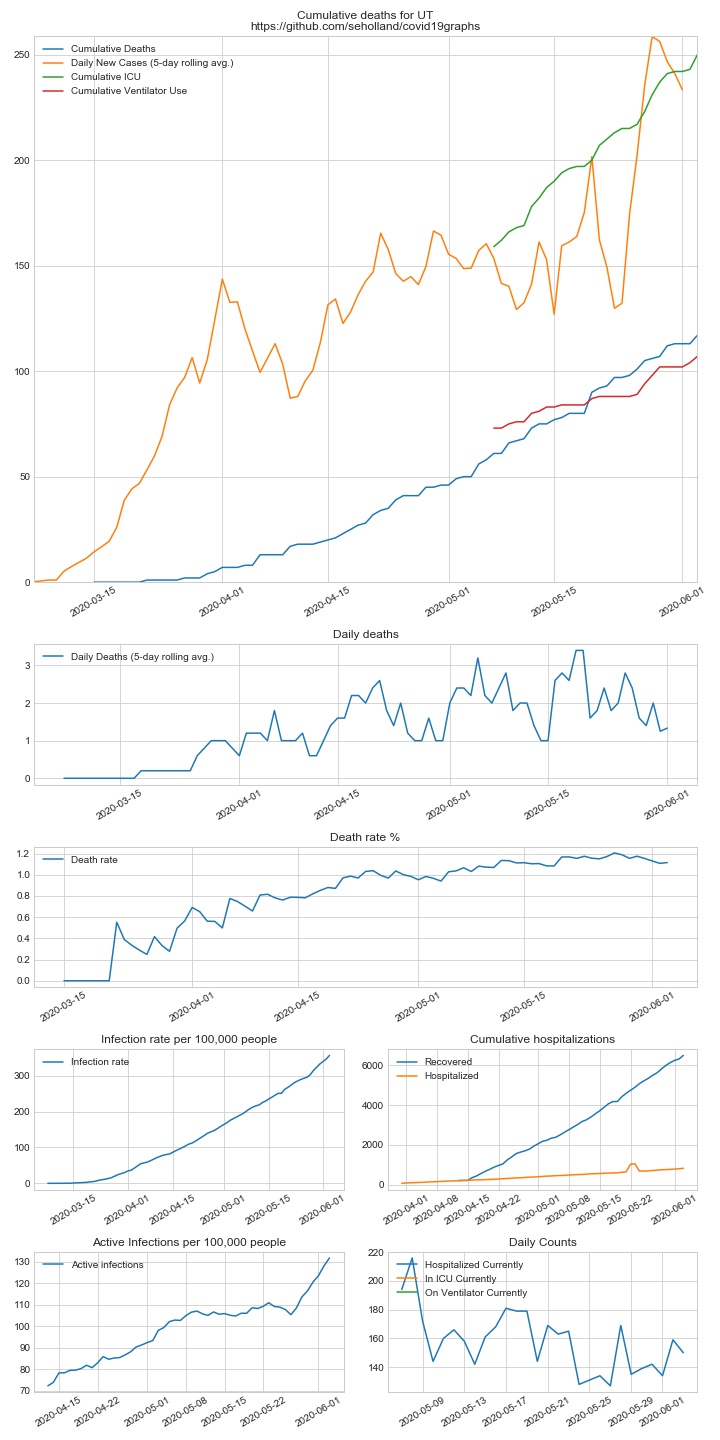 Cumulative deaths for UT
https://github.com/seholland/covid19graphs
Cumulative Deaths
Daily New Cases (5-day rolling avg.)
Cumulative ICU
Cumulative Ventilator Use
250
200
150
100
50
0
2020-03-15 2020-04-01 2020-04-15 2020-05-01 2020-05-15 2020-06-01
Daily deaths
Daily Deaths (5-day rolling avg.)
3
2
1
0
2020-03-15 2020-04-01 2020-04-15 2020-05-01 2020-05-15 2020-06-01
Death rate %
Death rate
1.2
1.0
0.8
0.6
0.4
0.2
0.0
2020-03-15 2020-04-01 2020-04-15 2020-05-01 2020-05-15 2020-06-01
Infection rate per 100,000 people
Infection rate
300
200
100
0
2020-03-15 2020-04-01 2020-04-15 2020-05-01 2020-05-15 2020-06-01
Cumulative hospitalizations
Recovered
Hospitalized
6000
4000
2000
0
2020-04-01 2020-04-08 2020-04-15 2020-04-22 2020-05-01 2020-05-08 2020-05-15 2020-05-22 2020-06-01
Active Infections per 100,000 people
Active infections
130
120
110
100
90
80
70
2020-04-15 2020-04-22 2020-05-01 2020-05-08 2020-05-15 2020-05-22 2020-06-01
Daily Counts
Hospitalized Currently
In ICU Currently
On Ventilator Currently
220
200
180
160
140
2020-05-09 2020-05-13 2020-05-17 2020-05-21 2020-05-25 2020-05-29 2020-06-01